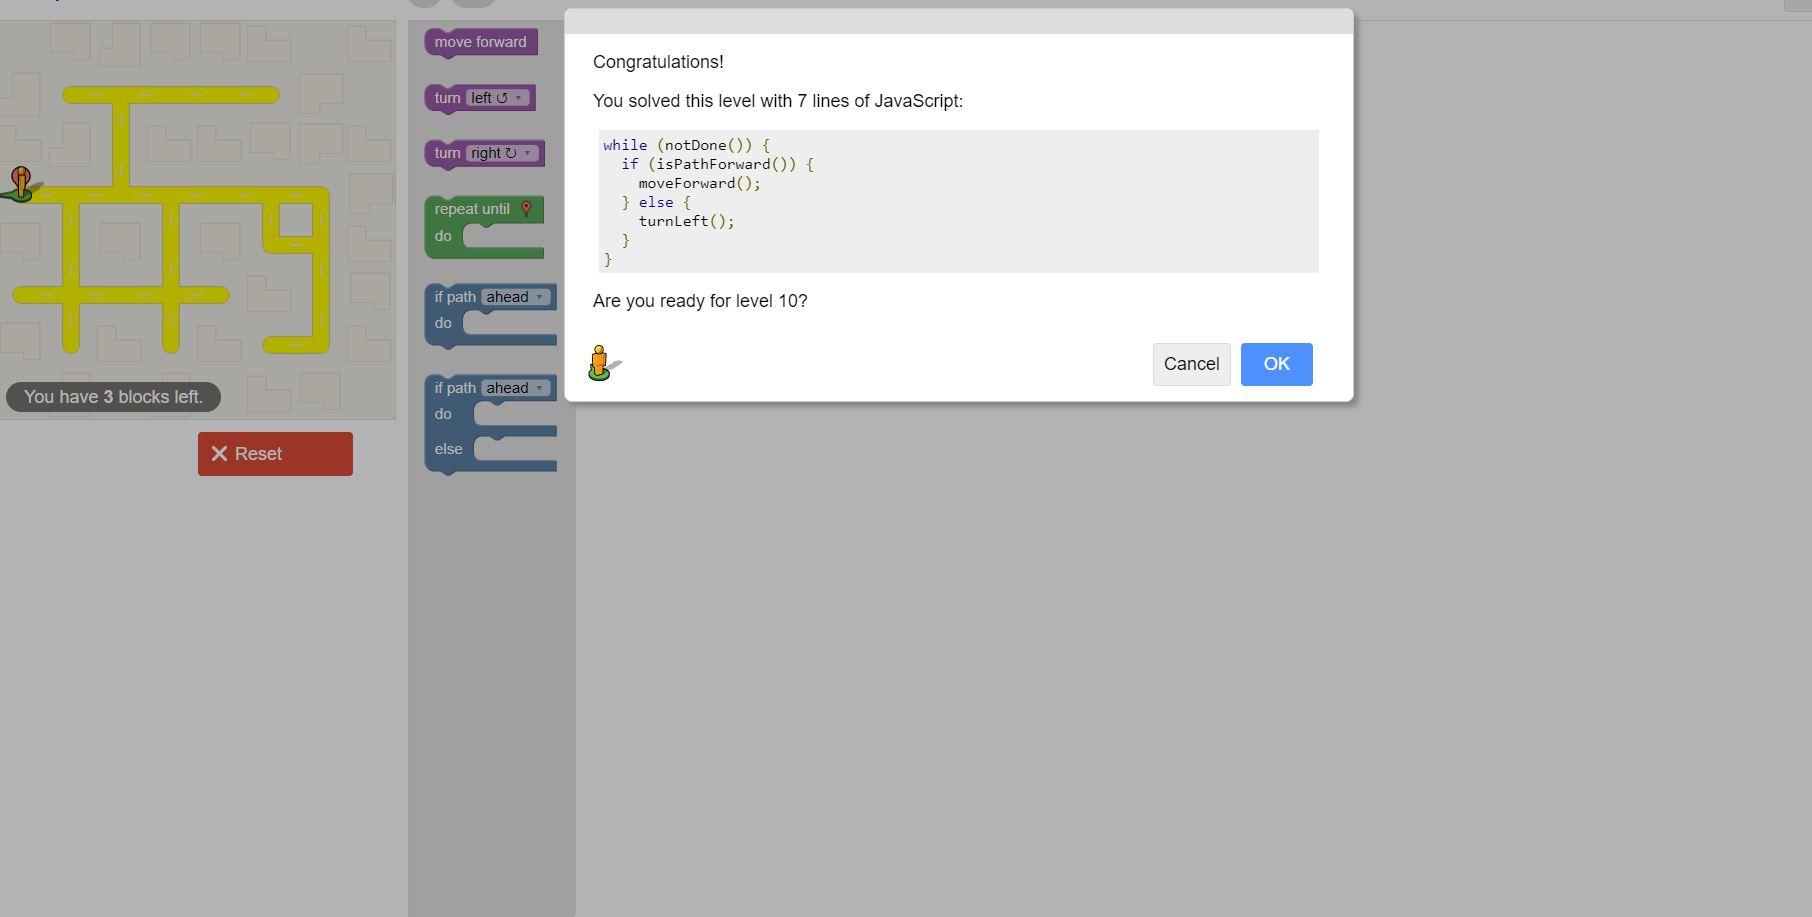 move forward
turn left ↺ ▾
turn right ↻ ▾
repeat until
do
if path ahead ▾
do
if path ahead ▾
do
else
You have 3 blocks left.
Reset
Congratulations!
You solved this level with 7 lines of JavaScript:
while (notDone()) {
  if (isPathForward()) {
    moveForward();
  } else {
    turnLeft();
  }
}
Are you ready for level 10?
Cancel
OK